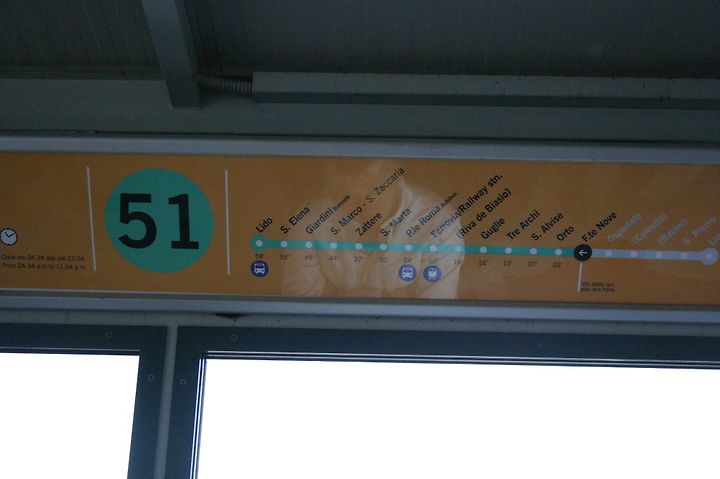 Dalle ore 04.34 alle ore 23.04
From 04.34 a.m to 11.04 p.m
51
Lido
S. Elena
Giardini Biennale
S. Marco - S. Zaccaria
Zattere
S. Marta
P.le Roma
Ferrovia/Railway stn.
(Riva de Biasio)
Guglie
Tre Archi
S. Alvise
Orto
F.te Nove
Ospedale
(Celestia)
(Bacini)
S. Pietro
58' 53' 49' 44' 37' 30' 24' 20' 18' 16' 12' 07' 05'
Voi siete qui
you are here